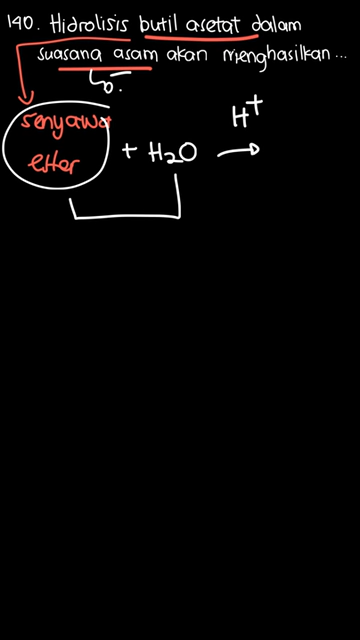 140. Hidrolisis butil asetat dalam
suasana asam akan menghasilkan...
senyawa
ester + H2O → H+